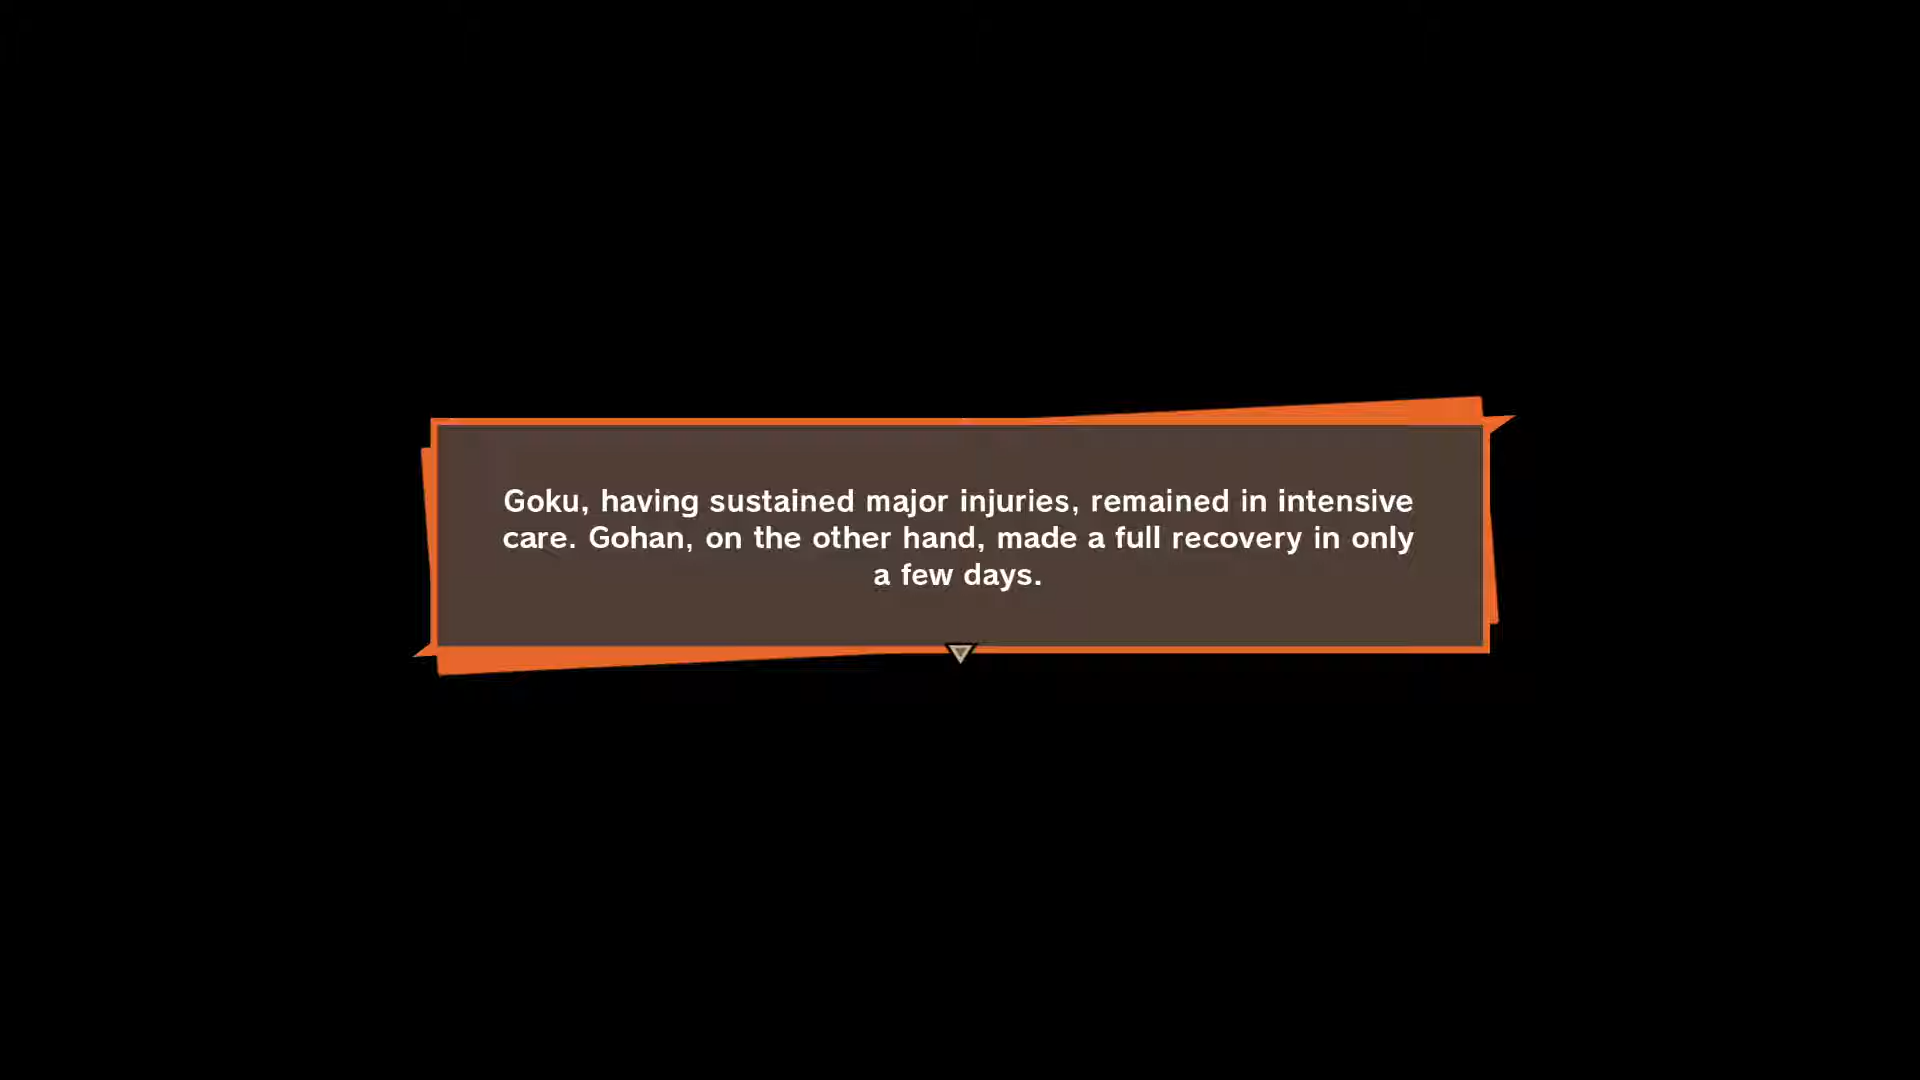 Goku, having sustained major injuries, remained in intensive
care. Gohan, on the other hand, made a full recovery in only
a few days.